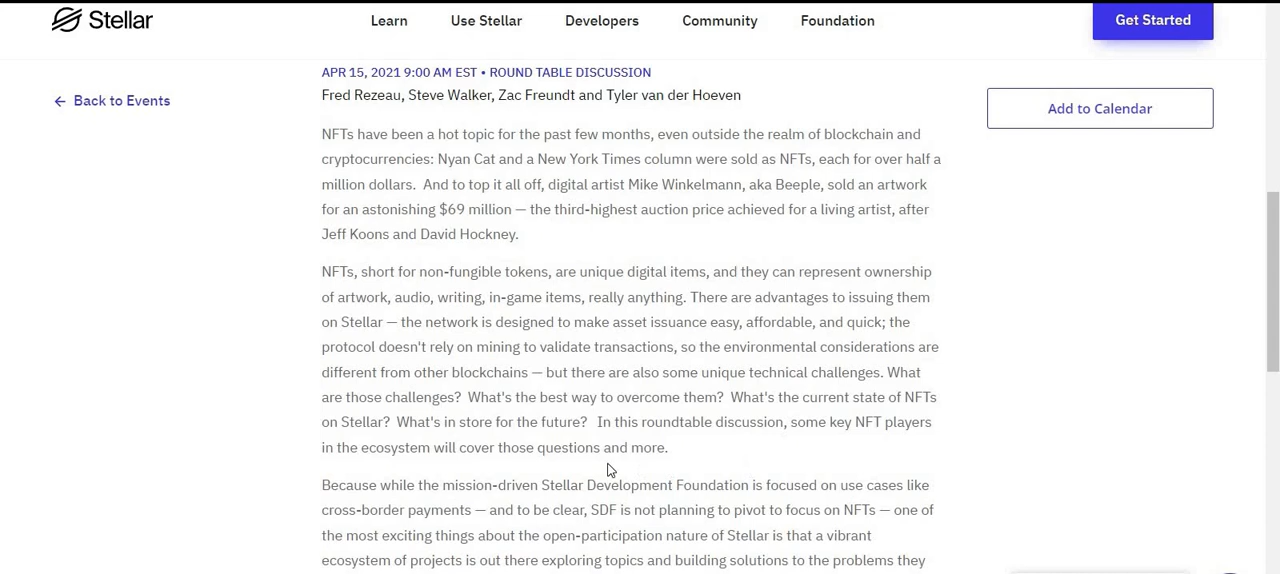 Stellar
Learn
Use Stellar
Developers
Community
Foundation
Get Started
← Back to Events
APR 15, 2021 9:00 AM EST • ROUND TABLE DISCUSSION
Fred Rezeau, Steve Walker, Zac Freundt and Tyler van der Hoeven
Add to Calendar
NFTs have been a hot topic for the past few months, even outside the realm of blockchain and
cryptocurrencies: Nyan Cat and a New York Times column were sold as NFTs, each for over half a
million dollars.  And to top it all off, digital artist Mike Winkelmann, aka Beeple, sold an artwork
for an astonishing $69 million — the third-highest auction price achieved for a living artist, after
Jeff Koons and David Hockney.
NFTs, short for non-fungible tokens, are unique digital items, and they can represent ownership
of artwork, audio, writing, in-game items, really anything. There are advantages to issuing them
on Stellar — the network is designed to make asset issuance easy, affordable, and quick; the
protocol doesn't rely on mining to validate transactions, so the environmental considerations are
different from other blockchains — but there are also some unique technical challenges. What
are those challenges?  What's the best way to overcome them?  What's the current state of NFTs
on Stellar?  What's in store for the future?   In this roundtable discussion, some key NFT players
in the ecosystem will cover those questions and more.
Because while the mission-driven Stellar Development Foundation is focused on use cases like
cross-border payments — and to be clear, SDF is not planning to pivot to focus on NFTs — one of
the most exciting things about the open-participation nature of Stellar is that a vibrant
ecosystem of projects is out there exploring topics and building solutions to the problems they